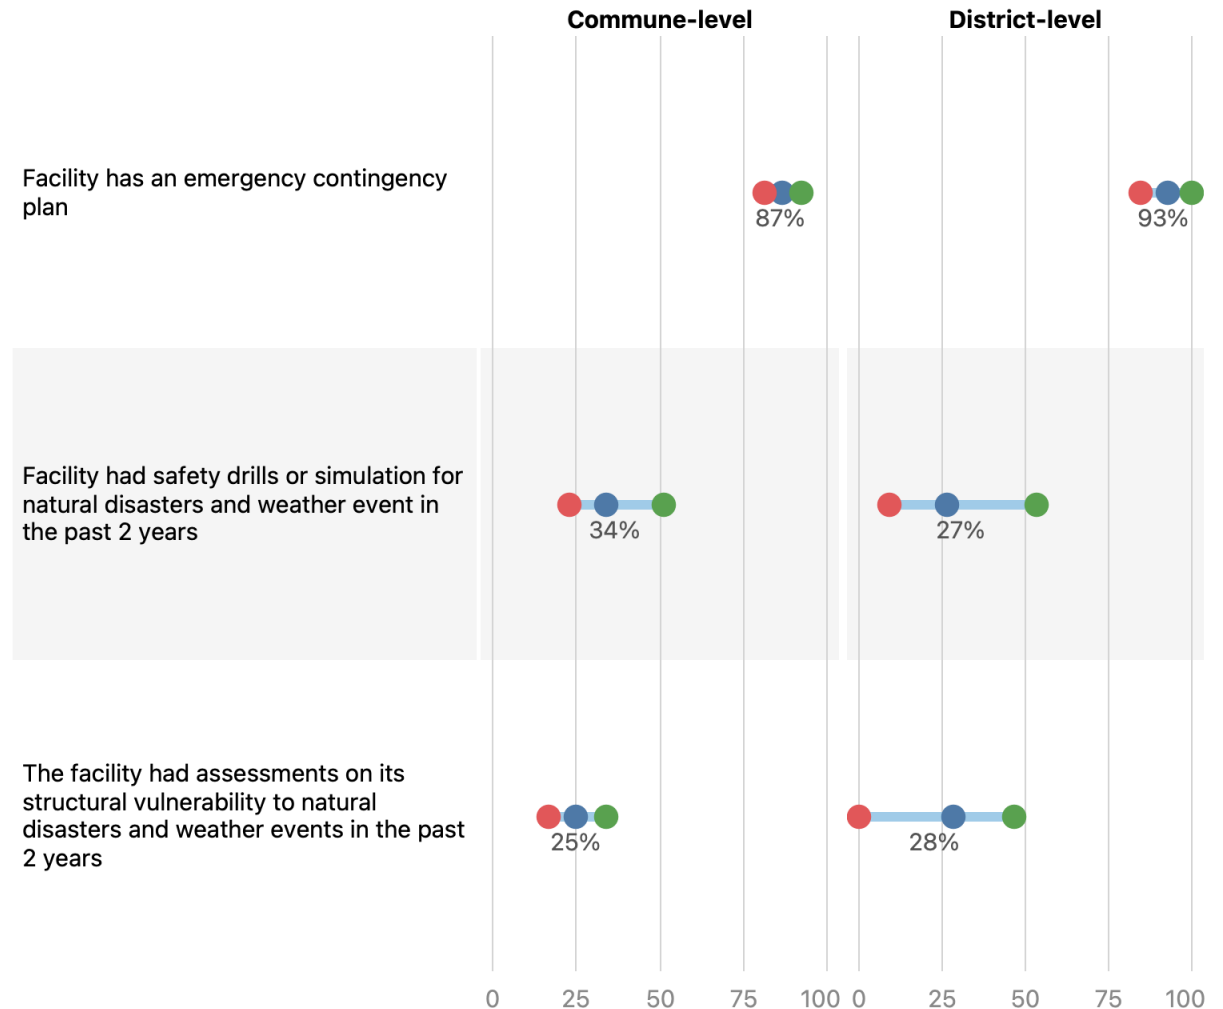 Commune-level
District-level
Facility has an emergency contingency
plan
87%
93%
Facility had safety drills or simulation for
natural disasters and weather event in
the past 2 years
34%
27%
The facility had assessments on its
structural vulnerability to natural
disasters and weather events in the past
2 years
25%
28%
0 25 50 75 100 0 25 50 75 100